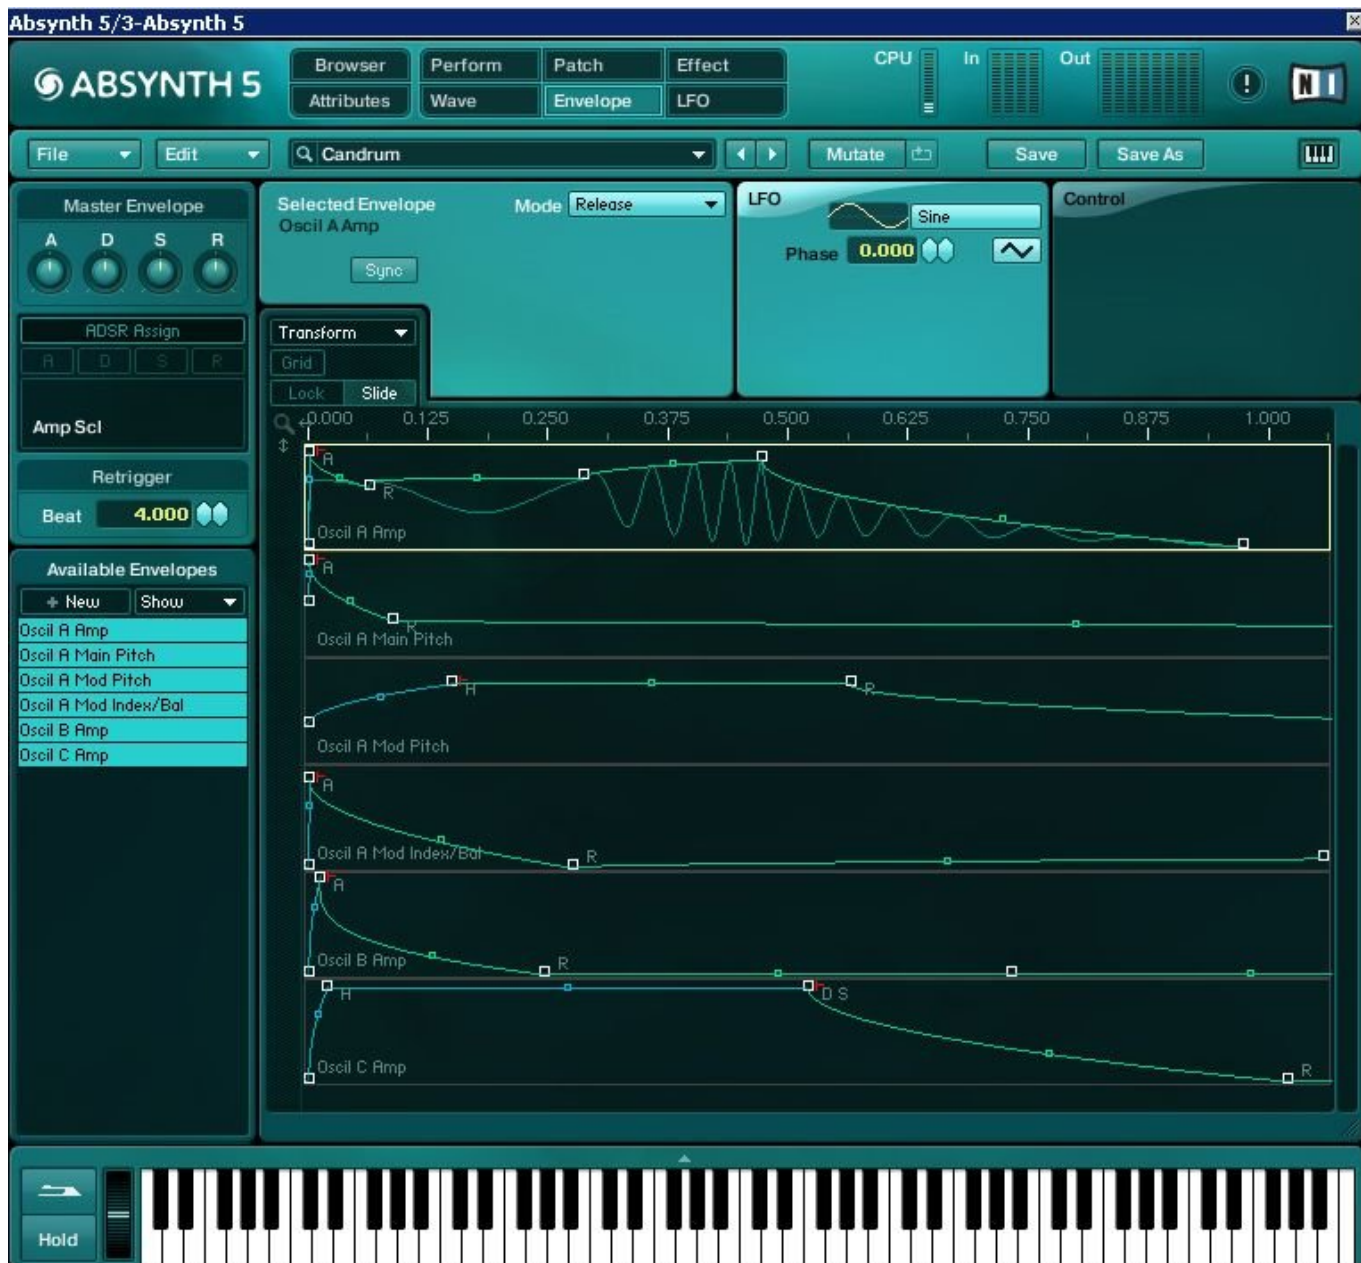 Absynth 5/3-Absynth 5
ABSYNTH 5
Browser Perform Patch Effect
Attributes Wave Envelope LFO
CPU In Out
!
NI
File Edit Candrum Mutate Save Save As
Master Envelope
A D S R
ADSR Assign
A D S R
Amp Scl
Retrigger
Beat 4.000
Available Envelopes
+ New Show
Oscil A Amp
Oscil A Main Pitch
Oscil A Mod Pitch
Oscil A Mod Index/Bal
Oscil B Amp
Oscil C Amp
Selected Envelope Mode Release
Oscil A Amp
Sync
LFO Sine
Phase 0.000
Control
Transform
Grid
Lock Slide
0.000 0.125 0.250 0.375 0.500 0.625 0.750 0.875 1.000
A
R
Oscil A Amp
A
R
Oscil A Main Pitch
H R
Oscil A Mod Pitch
A
Oscil A Mod Index/Bal R
A
Oscil B Amp R
H D S
Oscil C Amp R
Hold